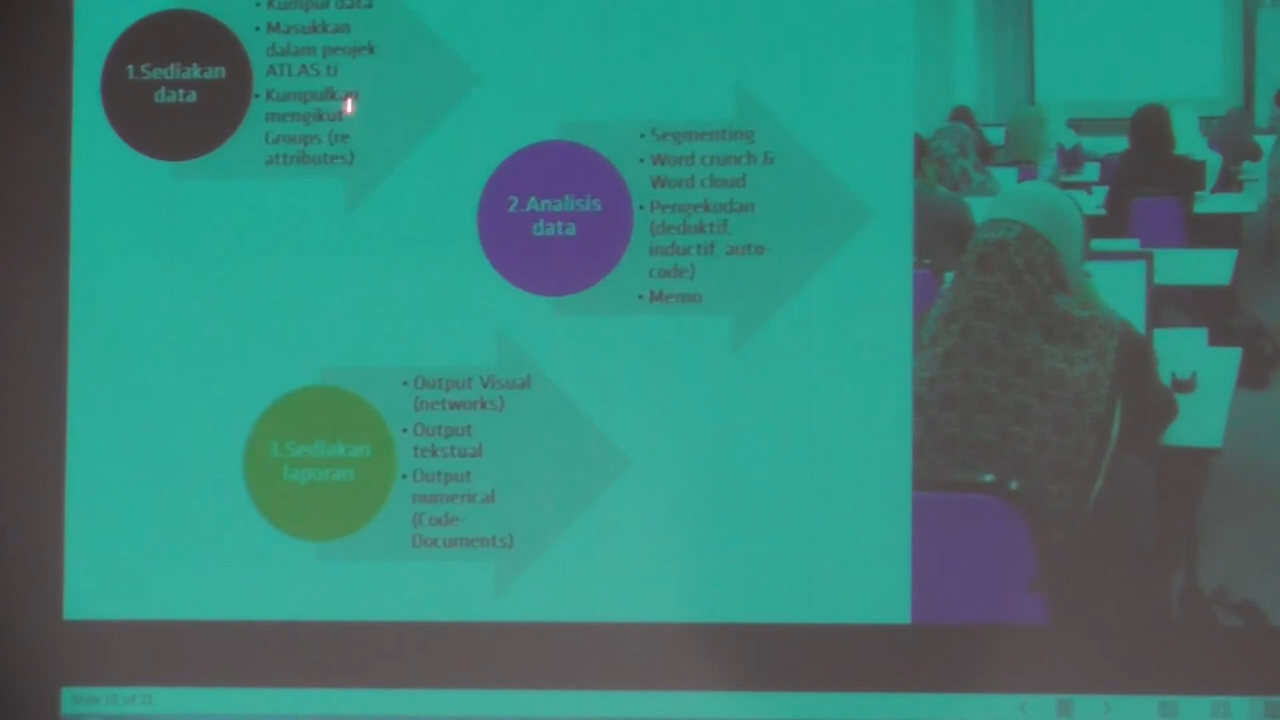 • Kumpul data
• Masukkan
dalam peojek
ATLAS.ti
• Kumpulkan
mengikut
Groups (re
attributes)
1.Sediakan
data
• Segmenting
• Word crunch &
Word cloud
• Pengekodan
(deduktif,
inductif, auto-
code)
• Memo
2.Analisis
data
• Output Visual
(networks)
• Output
tekstual
• Output
numerical
(Code-
Documents)
3.Sediakan
laporan